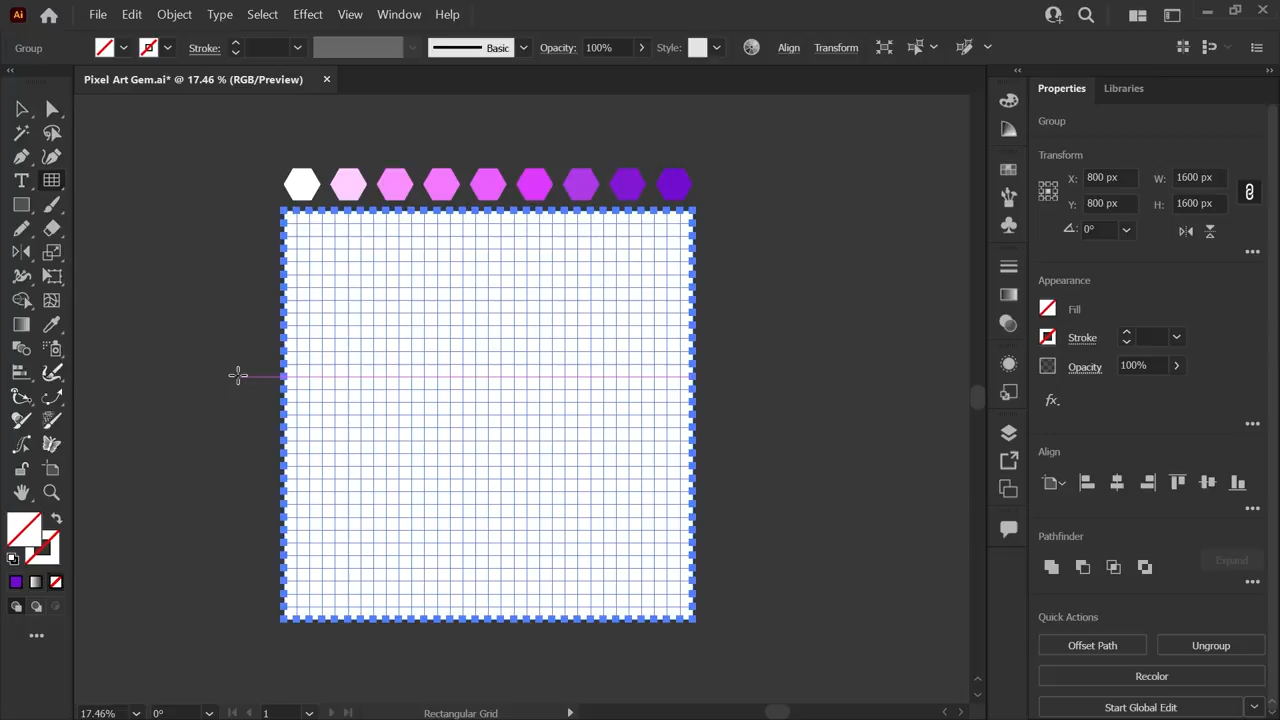 Ai File Edit Object Type Select Effect View Window Help
Group Stroke: Basic Opacity: 100% Style: Align Transform
Pixel Art Gem.ai* @ 17.46 % (RGB/Preview) ×
Properties Libraries
Group
Transform
X: 800 px W: 1600 px
Y: 800 px H: 1600 px
0°
Appearance
Fill
Stroke
Opacity 100%
fx.
Align
Pathfinder
Expand
Quick Actions
Offset Path Ungroup
Recolor
Start Global Edit
17.46% 0° 1 Rectangular Grid